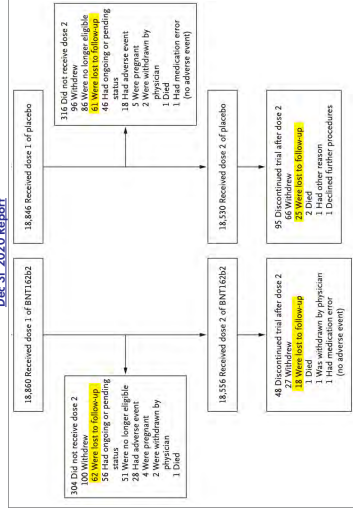 Dec 31 2020 Report
18,860 Received dose 1 of BNT162b2
18,846 Received dose 1 of placebo
304 Did not receive dose 2
100 Withdrew
62 Were lost to follow-up
56 Had ongoing or pending
status
51 Were no longer eligible
28 Had adverse event
4 Were pregnant
2 Were withdrawn by
physician
1 Died
316 Did not receive dose 2
96 Withdrew
86 Were no longer eligible
61 Were lost to follow-up
46 Had ongoing or pending
status
18 Had adverse event
5 Were pregnant
2 Were withdrawn by
physician
1 Died
1 Had medication error
(no adverse event)
18,556 Received dose 2 of BNT162b2
18,530 Received dose 2 of placebo
48 Discontinued trial after dose 2
27 Withdrew
18 Were lost to follow-up
1 Died
1 Was withdrawn by physician
1 Had medication error
(no adverse event)
95 Discontinued trial after dose 2
66 Withdrew
25 Were lost to follow-up
2 Died
1 Had other reason
1 Declined further procedures